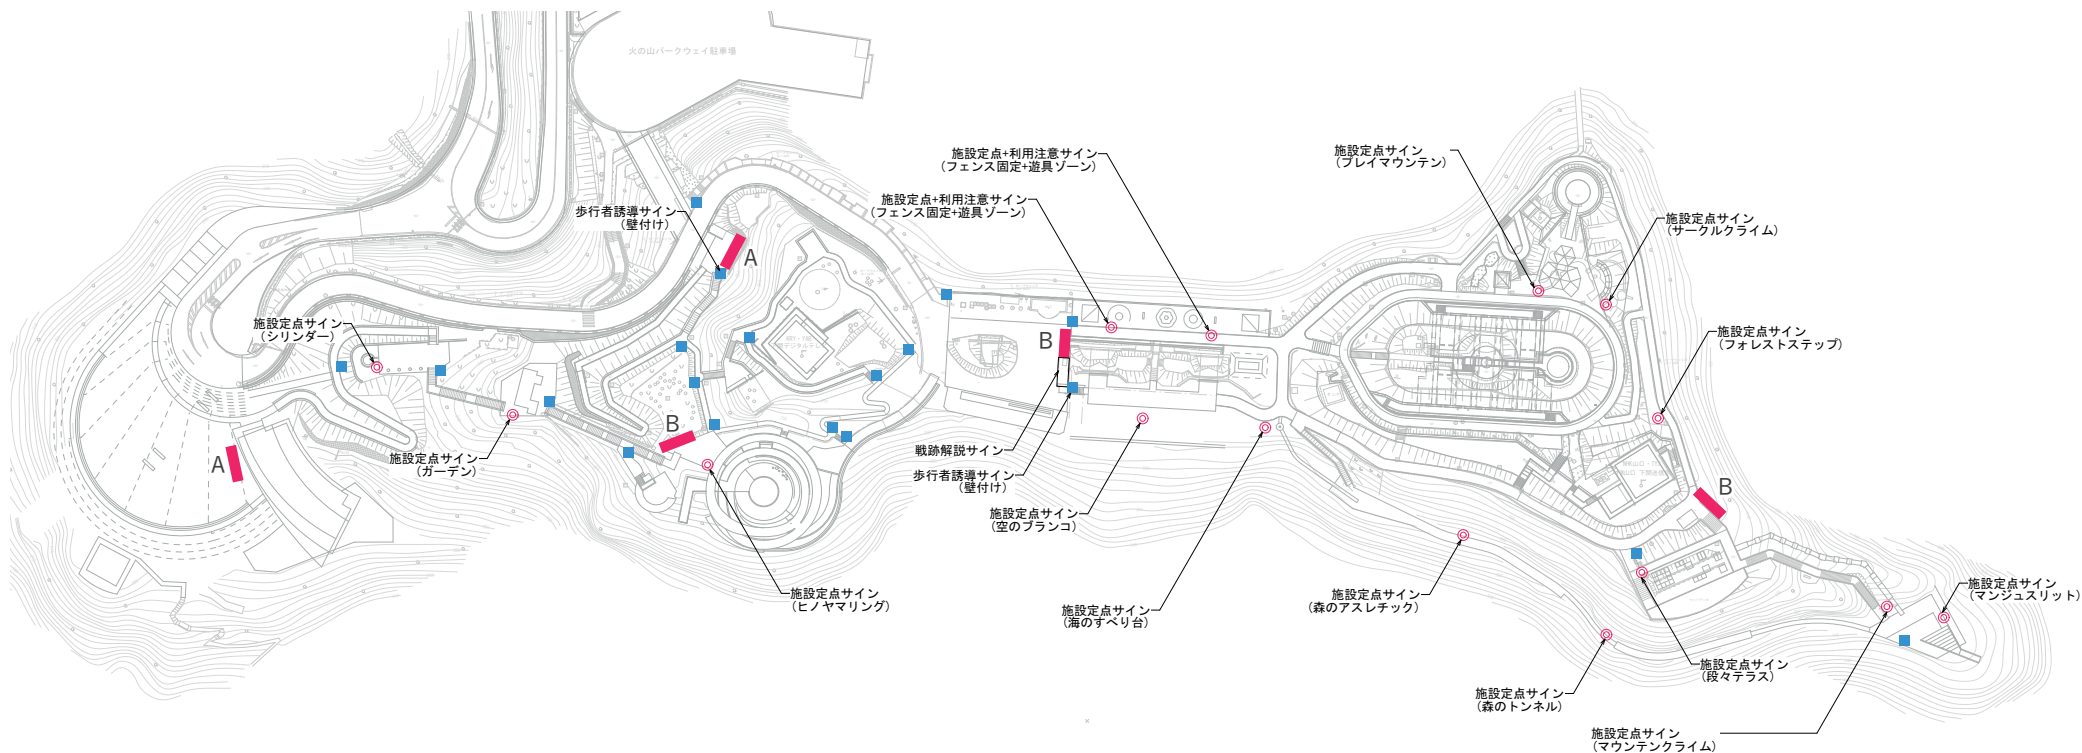 火の山パークウェイ駐車場
施設定点+利用注意サイン
(フェンス固定+遊具ゾーン)
施設定点+利用注意サイン
(フェンス固定+遊具ゾーン)
施設定点サイン
(プレイマウンテン)
施設定点サイン
(サークルクライム)
歩行者誘導サイン
(壁付け)
A
施設定点サイン
(シリンダー)
B
施設定点サイン
(フォレストステップ)
A
施設定点サイン
(ガーデン)
B
戦跡解説サイン
歩行者誘導サイン
(壁付け)
施設定点サイン
(空のブランコ)
B
施設定点サイン
(ヒノヤマリング)
施設定点サイン
(海のすべり台)
施設定点サイン
(森のアスレチック)
施設定点サイン
(マンジュスリット)
施設定点サイン
(段々テラス)
施設定点サイン
(森のトンネル)
施設定点サイン
(マウンテンクライム)